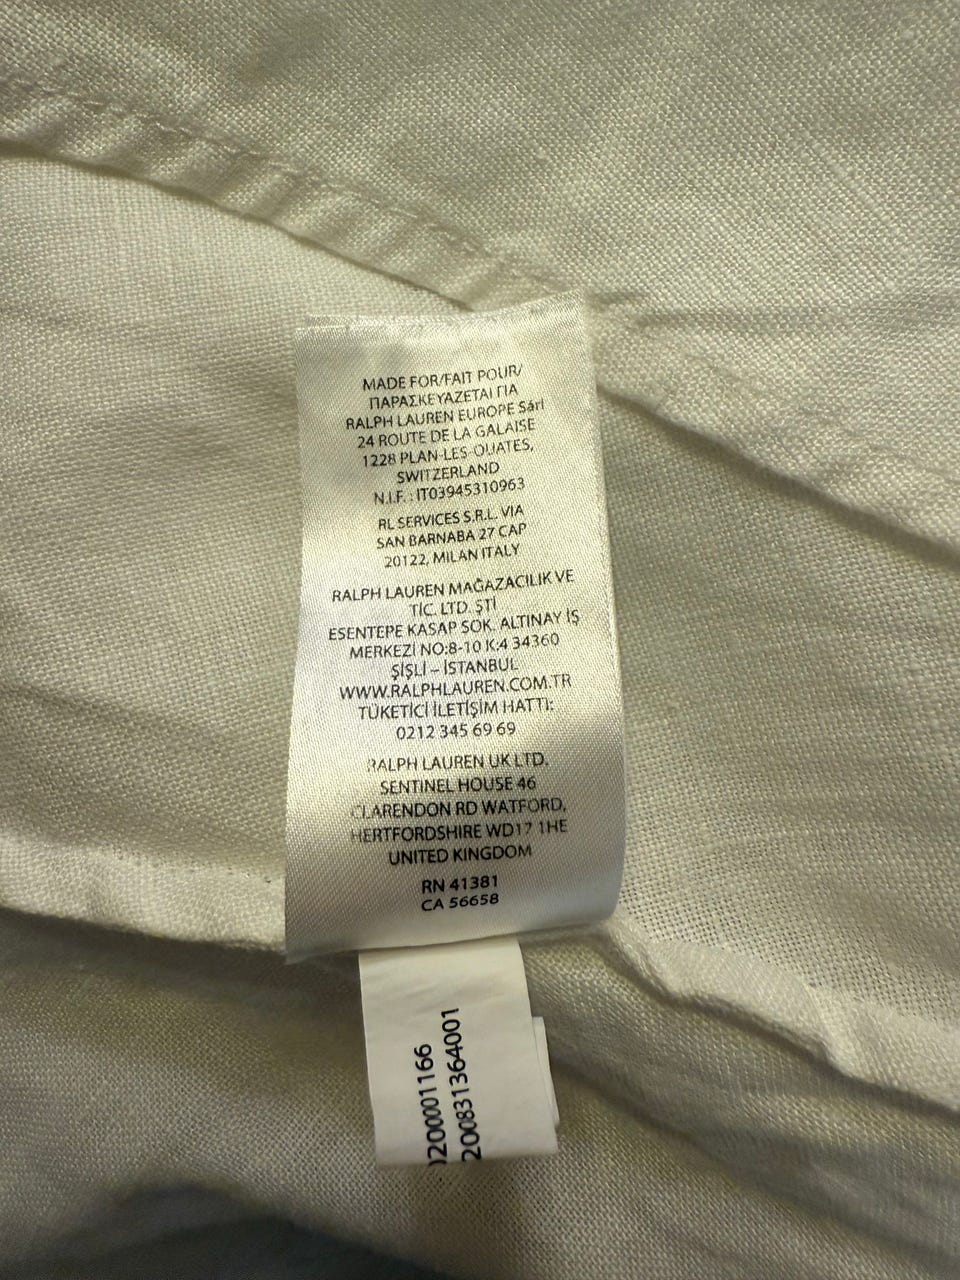 MADE FOR/FAIT POUR/
ΠΑΡΑΣΚΕΥΑΖΕΤΑΙ ΓΙΑ
RALPH LAUREN EUROPE Sárl
24 ROUTE DE LA GALAISE
1228 PLAN-LES-OUATES,
SWITZERLAND
N.I.F. : IT03945310963
RL SERVICES S.R.L. VIA
SAN BARNABA 27 CAP
20122, MILAN ITALY
RALPH LAUREN MAĞAZACILIK VE
TİC. LTD. ŞTİ
ESENTEPE KASAP SOK. ALTINAY İŞ
MERKEZİ NO:8-10 K:4 34360
ŞİŞLİ – İSTANBUL
WWW.RALPHLAUREN.COM.TR
TÜKETİCİ İLETİŞİM HATTI:
0212 345 69 69
RALPH LAUREN UK LTD.
SENTINEL HOUSE 46
CLARENDON RD WATFORD,
HERTFORDSHIRE WD17 1HE
UNITED KINGDOM
RN 41381
CA 56658
0200001166
200831364001